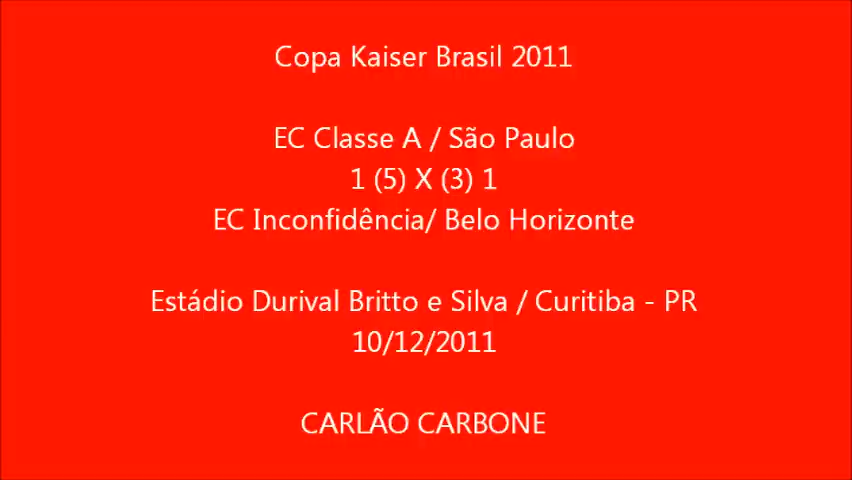 Copa Kaiser Brasil 2011
EC Classe A / São Paulo
1 (5) X (3) 1
EC Inconfidência/ Belo Horizonte
Estádio Durival Britto e Silva / Curitiba - PR
10/12/2011
CARLÃO CARBONE